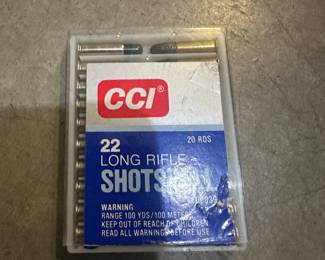 CCI®
22
20 RDS
LONG RIFLE
WARNING
RANGE 100 YDS/100 METERS
KEEP OUT OF REACH OF CHILDREN
READ ALL WARNINGS BEFORE USE